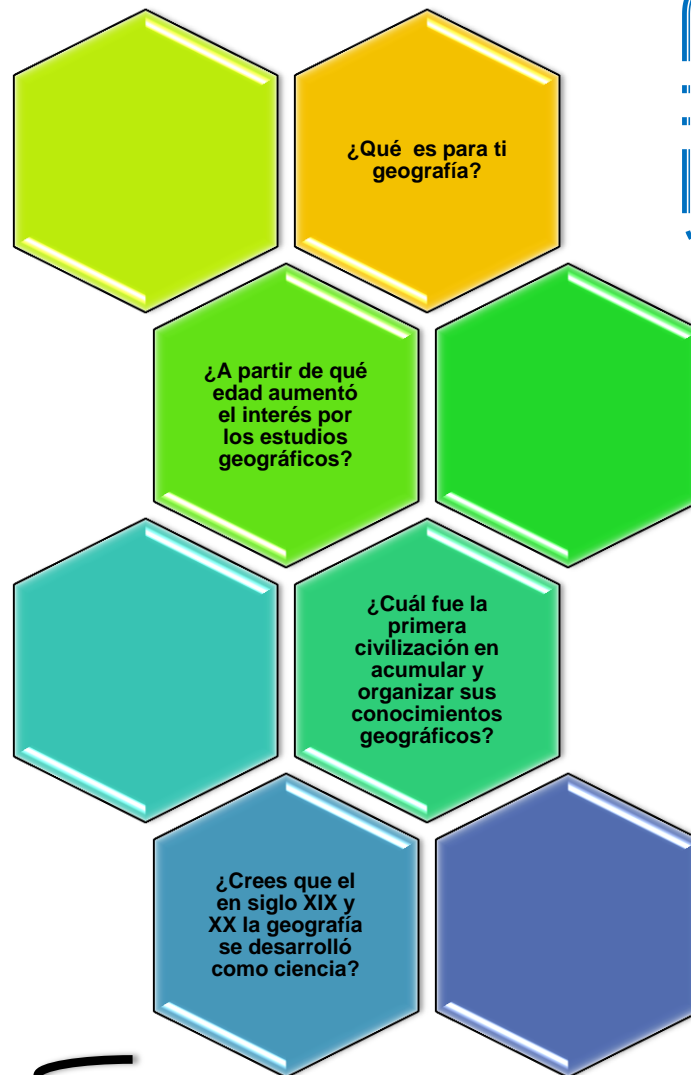 ¿Qué es para ti
geografía?
¿A partir de qué
edad aumentó
el interés por
los estudios
geográficos?
¿Cuál fue la
primera
civilización en
acumular y
organizar sus
conocimientos
geográficos?
¿Crees que el
en siglo XIX y
XX la geografía
se desarrolló
como ciencia?